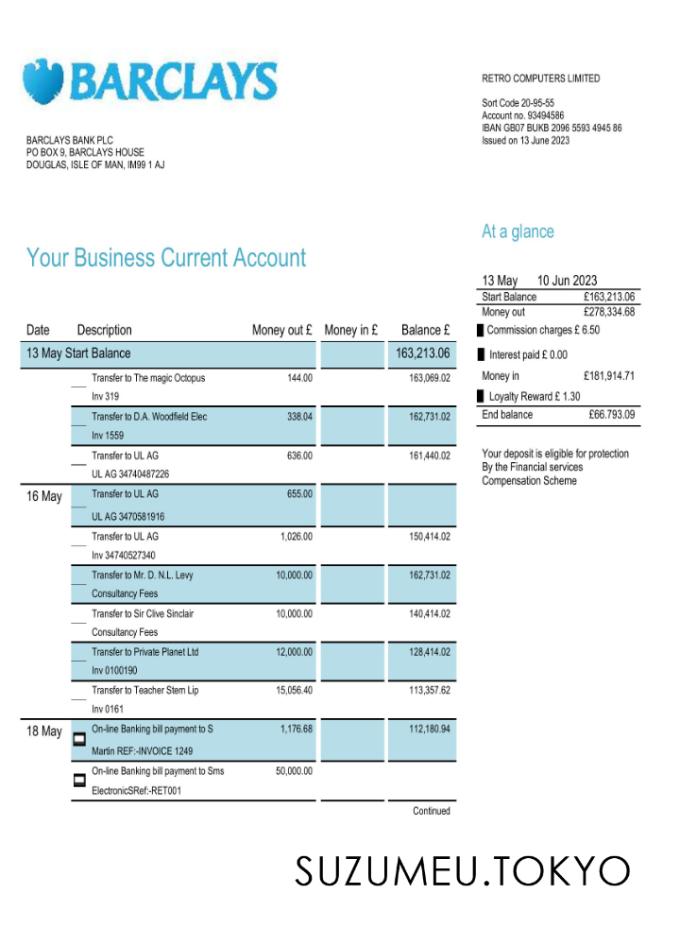 BARCLAYS
RETRO COMPUTERS LIMITED
Sort Code 20-95-55
Account no. 93494586
IBAN GB07 BUKB 2096 5593 4945 86
Issued on 13 June 2023
BARCLAYS BANK PLC
PO BOX 9, BARCLAYS HOUSE
DOUGLAS, ISLE OF MAN, IM99 1 AJ
At a glance
Your Business Current Account
13 May 10 Jun 2023
Start Balance £163,213.06
Money out £278,334.68
Commission charges £ 6.50
Interest paid £ 0.00
Money in £181,914.71
Loyalty Reward £ 1.30
End balance £66.793.09
Your deposit is eligible for protection
By the Financial services
Compensation Scheme
Date Description Money out £ Money in £ Balance £
13 May Start Balance 163,213.06
Transfer to The magic Octopus 144.00 163,069.02
Inv 319
Transfer to D.A. Woodfield Elec 338.04 162,731.02
Inv 1559
Transfer to UL AG 636.00 161,440.02
UL AG 34740487226
16 May Transfer to UL AG 655.00
UL AG 3470581916
Transfer to UL AG 1,026.00 150,414.02
Inv 34740527340
Transfer to Mr. D. N.L. Levy 10,000.00 162,731.02
Consultancy Fees
Transfer to Sir Clive Sinclair 10,000.00 140,414.02
Consultancy Fees
Transfer to Private Planet Ltd 12,000.00 128,414.02
Inv 0100190
Transfer to Teacher Stem Lip 15,056.40 113,357.62
Inv 0161
18 May On-line Banking bill payment to S 1,176.68 112,180.94
Martin REF:-INVOICE 1249
On-line Banking bill payment to Sms 50,000.00
ElectronicSRef:-RET001
Continued
SUZUMEU.TOKYO